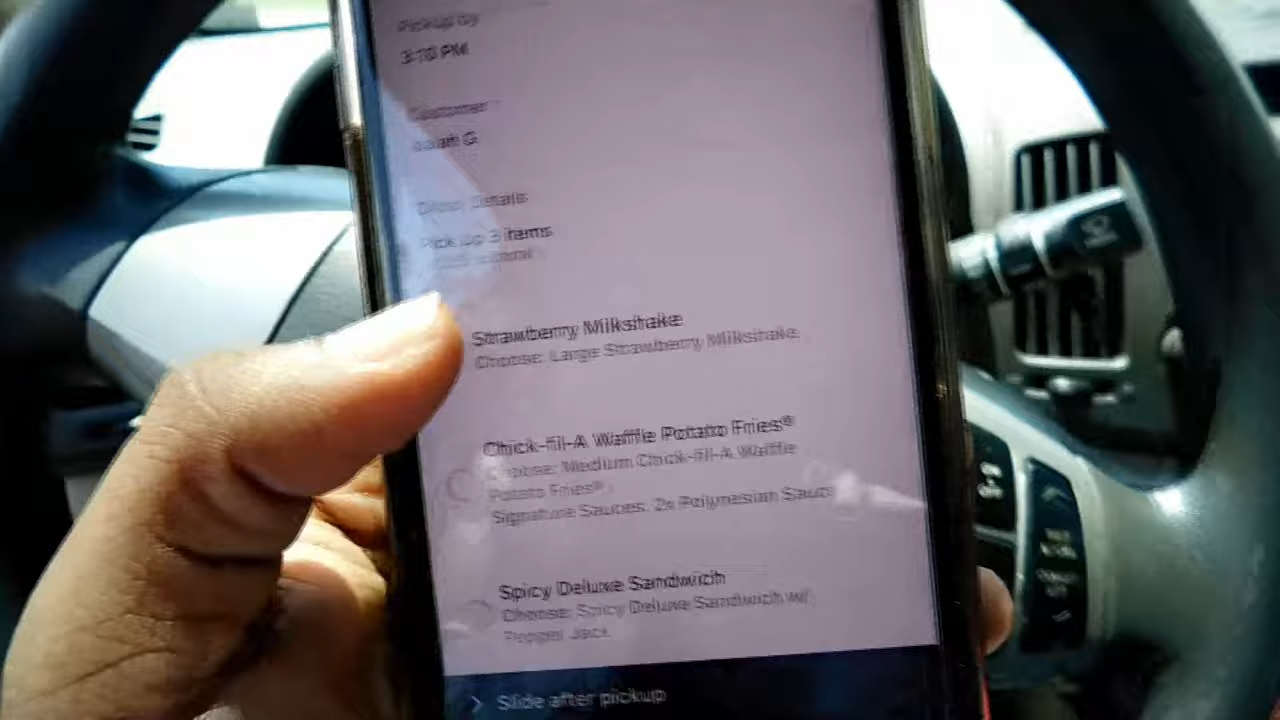 Pickup by
3:10 PM
Customer
G
Details
Pick up 3 items
Strawberry Milkshake
Choose: Large Strawberry Milkshake
Chick-fil-A Waffle Potato Fries®
Choose: Medium Chick-fil-A Waffle
Potato Fries®
Signature Sauces: 2x Polynesian Sauce
Spicy Deluxe Sandwich
Choose: Spicy Deluxe Sandwich w/
Pepper Jack
Slide after pickup